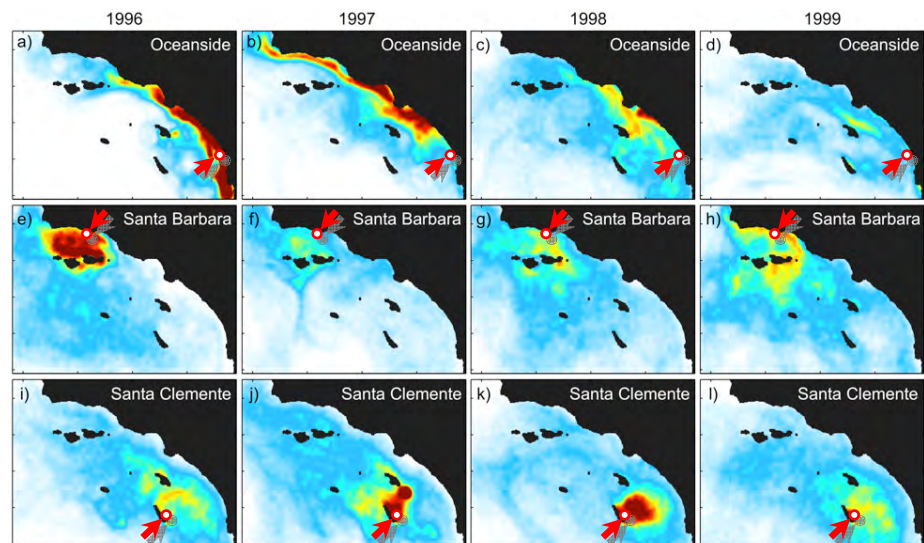 1996 1997 1998 1999
a) Oceanside b) Oceanside c) Oceanside d) Oceanside
e) Santa Barbara f) Santa Barbara g) Santa Barbara h) Santa Barbara
i) Santa Clemente j) Santa Clemente k) Santa Clemente l) Santa Clemente